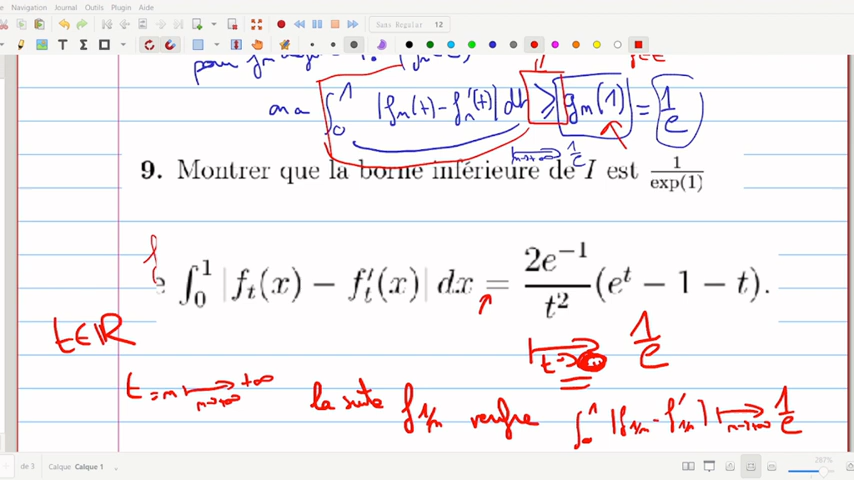 Navigation Journal Outils Plugin Aide
Sans Regular 12
on a ∫₀¹ |fₙ(t) - fₙ'(t)| dt ≥ gₙ(1) = 1/e
n→+∞ 1/e
9. Montrer que la borne inférieure de I est 1/exp(1)
e ∫₀¹ |fₜ(x) − fₜ′(x)| dx = 2e⁻¹/t² (eᵗ − 1 − t).
t∈ℝ
1/e
t = n ⟼ +∞ n→+∞
la suite f₁/ₙ vérifie ∫₀¹ |f₁/ₙ - f'₁/ₙ| ⟼ 1/e n→+∞
de 3 Calque Calque 1 287%